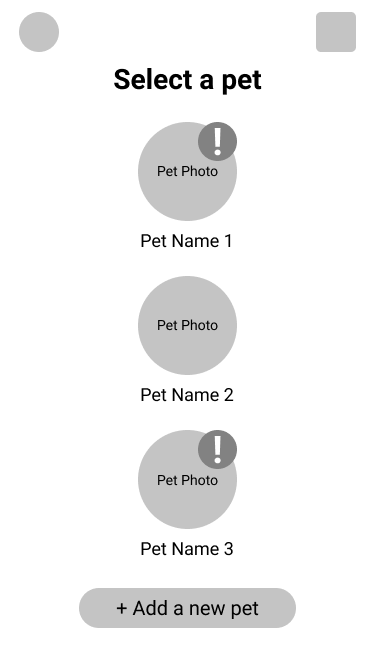 Select a pet
!
Pet Photo
Pet Name 1
Pet Photo
Pet Name 2
!
Pet Photo
Pet Name 3
+ Add a new pet